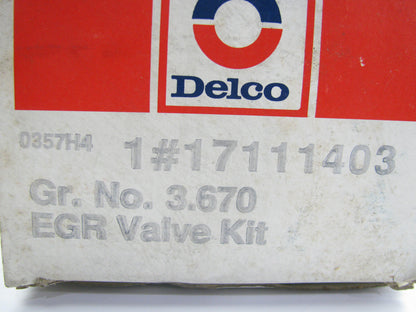 Delco
0357H4 1#17111403
Gr. No. 3.670
EGR Valve Kit